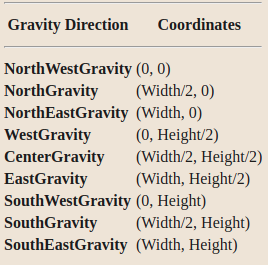 Gravity Direction Coordinates
NorthWestGravity (0, 0)
NorthGravity (Width/2, 0)
NorthEastGravity (Width, 0)
WestGravity (0, Height/2)
CenterGravity (Width/2, Height/2)
EastGravity (Width, Height/2)
SouthWestGravity (0, Height)
SouthGravity (Width/2, Height)
SouthEastGravity (Width, Height)